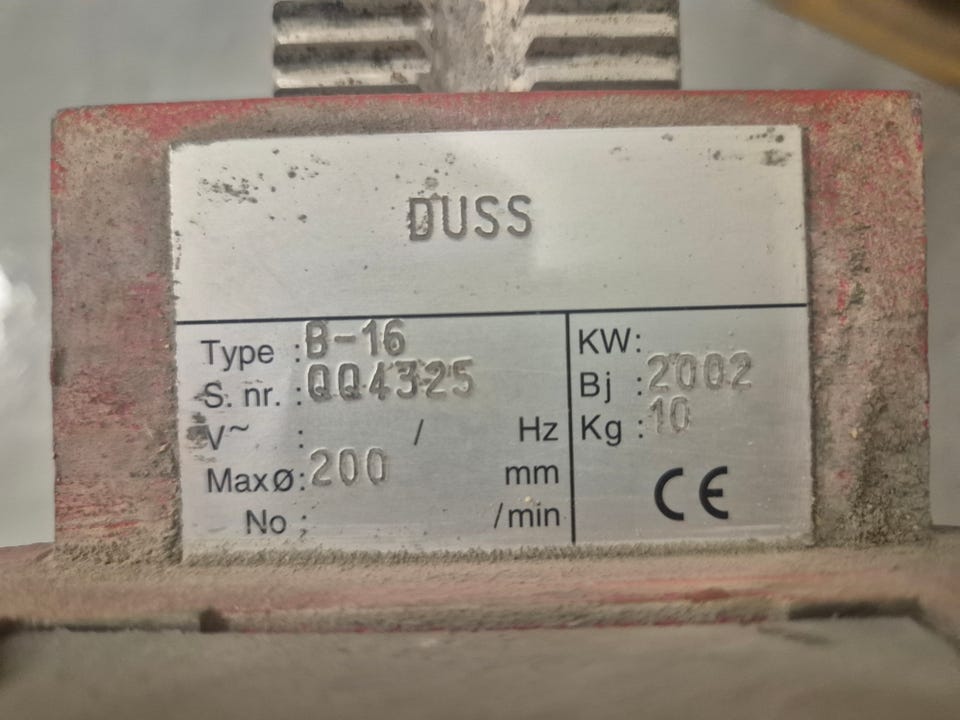 DUSS
Type : B-16
S. nr. : QQ4325
V~ : / Hz
Max ø: 200 mm
No : /min
KW:
Bj : 2002
Kg : 10
CE